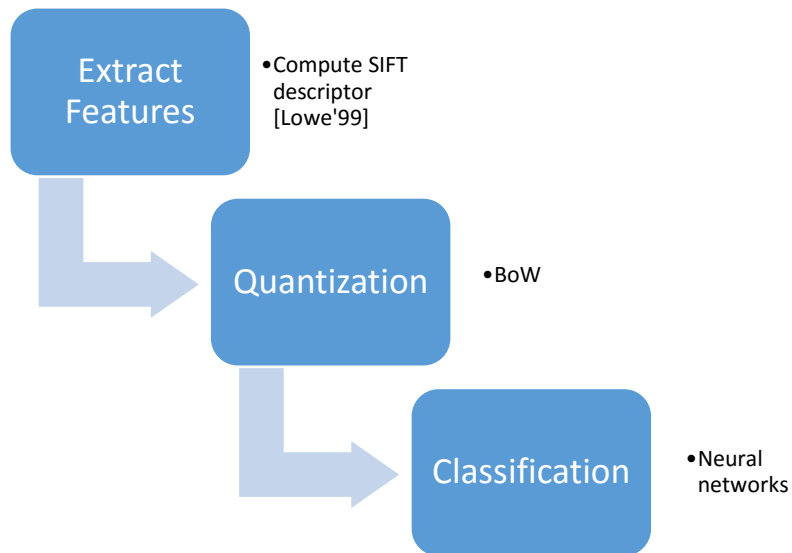 Extract
Features
•Compute SIFT
descriptor
[Lowe'99]
Quantization
•BoW
Classification
•Neural
networks